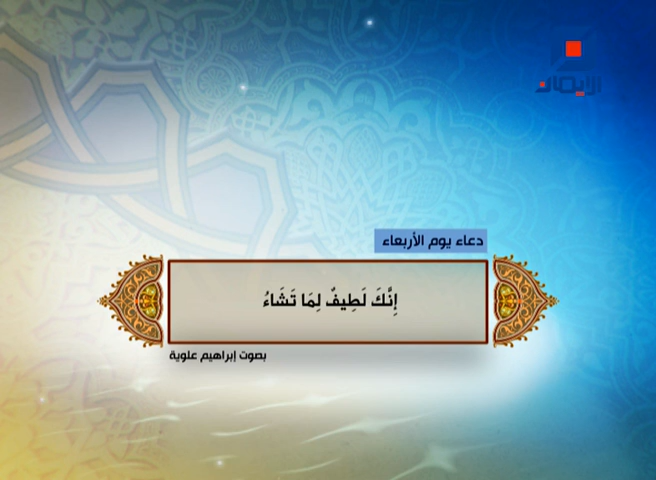 الإيمان
دعاء يوم الأربعاء
إِنَّكَ لَطِيفٌ لِمَا تَشَاءُ
بصوت إبراهيم علوية